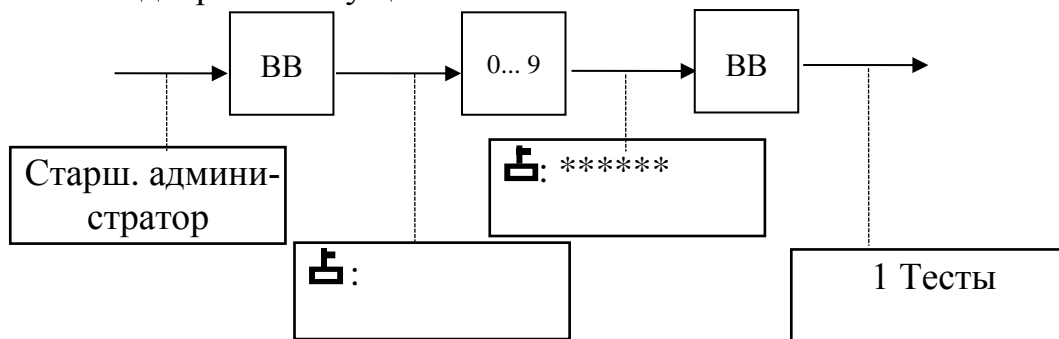 ВВ
0... 9
ВВ
Старш. админи-
стратор
: ******
:
1 Тесты